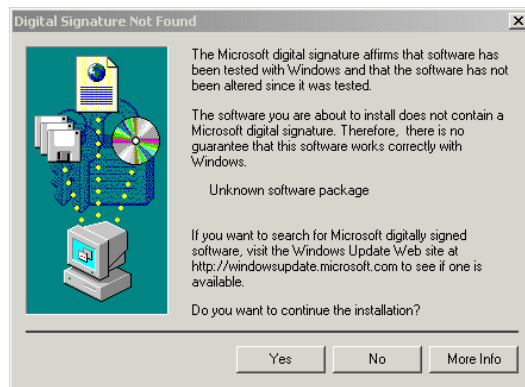 Digital Signature Not Found
The Microsoft digital signature affirms that software has
been tested with Windows and that the software has not
been altered since it was tested.
The software you are about to install does not contain a
Microsoft digital signature. Therefore, there is no
guarantee that this software works correctly with
Windows.
Unknown software package
If you want to search for Microsoft digitally signed
software, visit the Windows Update Web site at
http://windowsupdate.microsoft.com to see if one is
available.
Do you want to continue the installation?
Yes No More Info